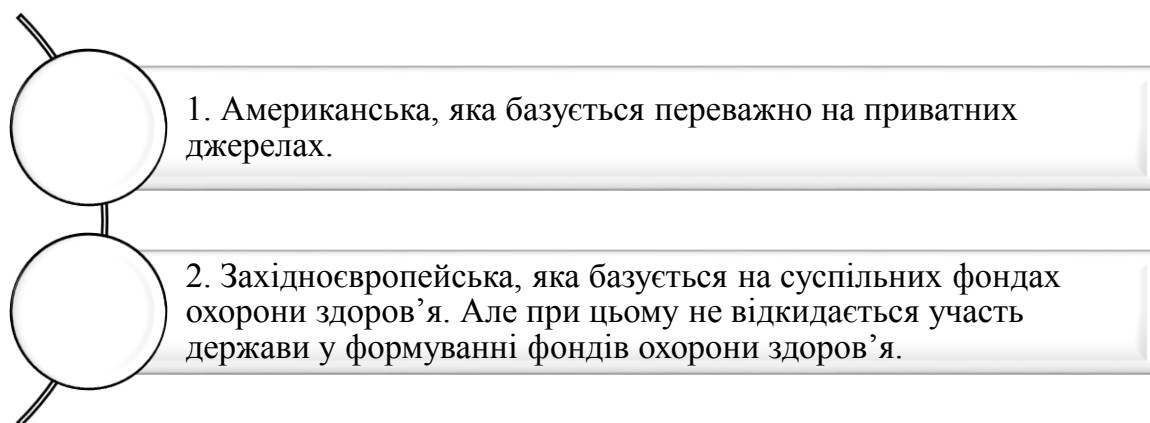 1. Американська, яка базується переважно на приватних
джерелах.
2. Західноєвропейська, яка базується на суспільних фондах
охорони здоров’я. Але при цьому не відкидається участь
держави у формуванні фондів охорони здоров’я.